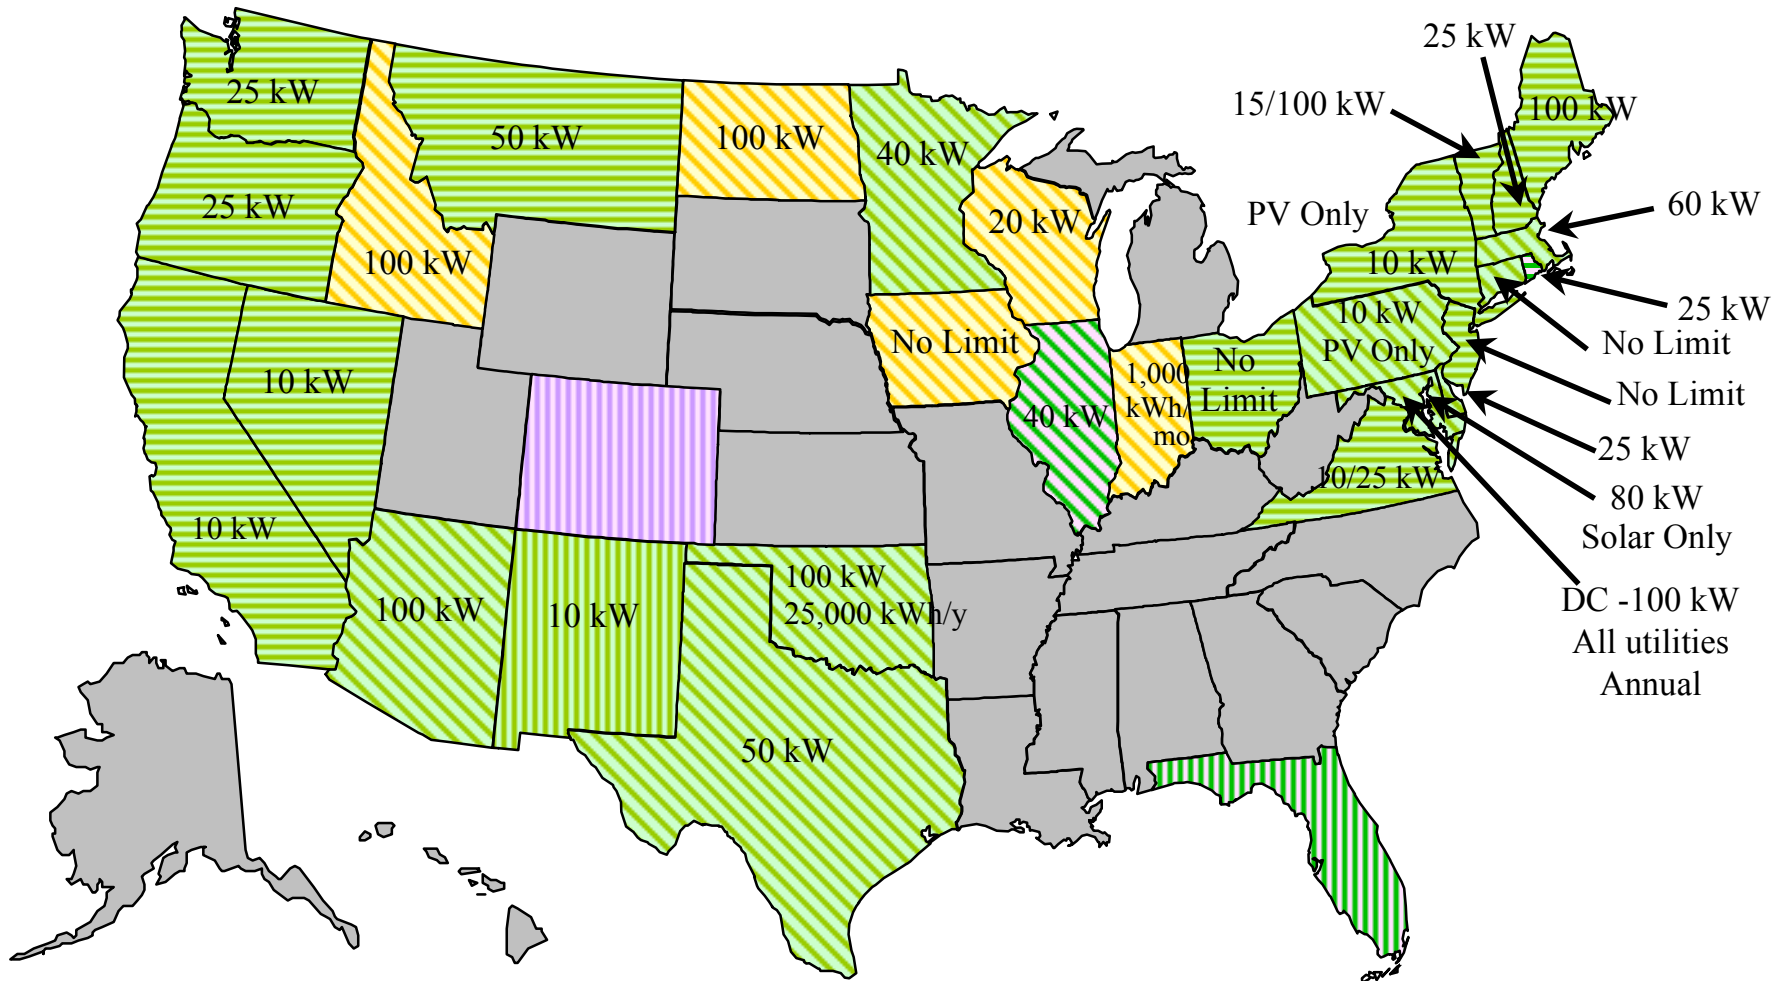 25 kW
25 kW
15/100 kW
100 kW
50 kW
100 kW
40 kW
25 kW
20 kW
PV Only
60 kW
100 kW
10 kW
25 kW
No Limit
10 kW
PV Only
No Limit
No
Limit
1,000
kWh/
mo
No Limit
10 kW
40 kW
25 kW
10/25 kW
80 kW
Solar Only
10 kW
100 kW
25,000 kWh/y
DC -100 kW
All utilities
Annual
100 kW
10 kW
50 kW